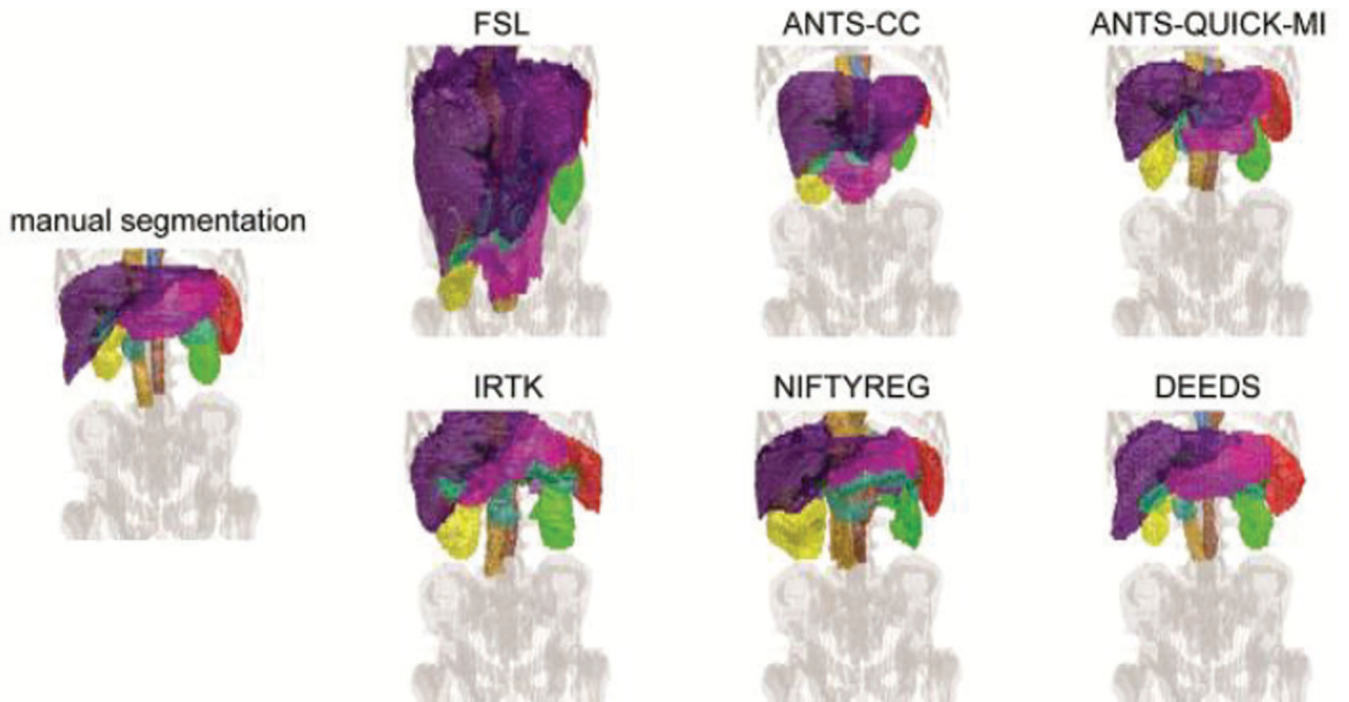 FSL
ANTS-CC
ANTS-QUICK-MI
manual segmentation
IRTK
NIFTYREG
DEEDS